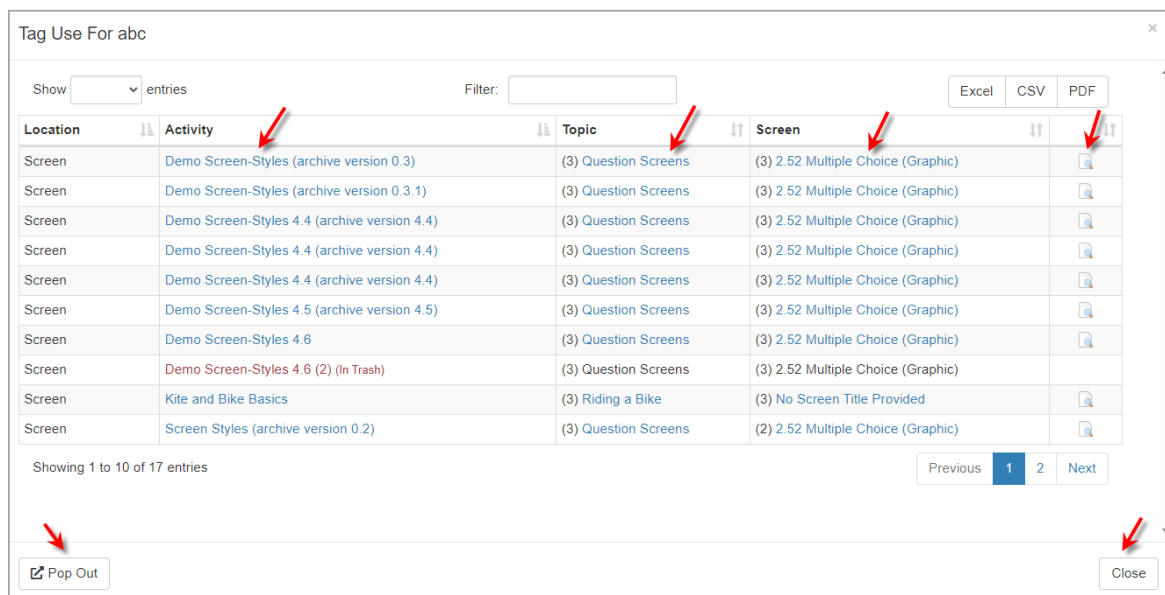 Tag Use For abc ×
Show entries Filter: Excel CSV PDF
Location Activity Topic Screen
Screen Demo Screen-Styles (archive version 0.3) (3) Question Screens (3) 2.52 Multiple Choice (Graphic)
Screen Demo Screen-Styles (archive version 0.3.1) (3) Question Screens (3) 2.52 Multiple Choice (Graphic)
Screen Demo Screen-Styles 4.4 (archive version 4.4) (3) Question Screens (3) 2.52 Multiple Choice (Graphic)
Screen Demo Screen-Styles 4.4 (archive version 4.4) (3) Question Screens (3) 2.52 Multiple Choice (Graphic)
Screen Demo Screen-Styles 4.4 (archive version 4.4) (3) Question Screens (3) 2.52 Multiple Choice (Graphic)
Screen Demo Screen-Styles 4.5 (archive version 4.5) (3) Question Screens (3) 2.52 Multiple Choice (Graphic)
Screen Demo Screen-Styles 4.6 (3) Question Screens (3) 2.52 Multiple Choice (Graphic)
Screen Demo Screen-Styles 4.6 (2) (In Trash) (3) Question Screens (3) 2.52 Multiple Choice (Graphic)
Screen Kite and Bike Basics (3) Riding a Bike (3) No Screen Title Provided
Screen Screen Styles (archive version 0.2) (3) Question Screens (2) 2.52 Multiple Choice (Graphic)
Showing 1 to 10 of 17 entries Previous 1 2 Next
Pop Out Close